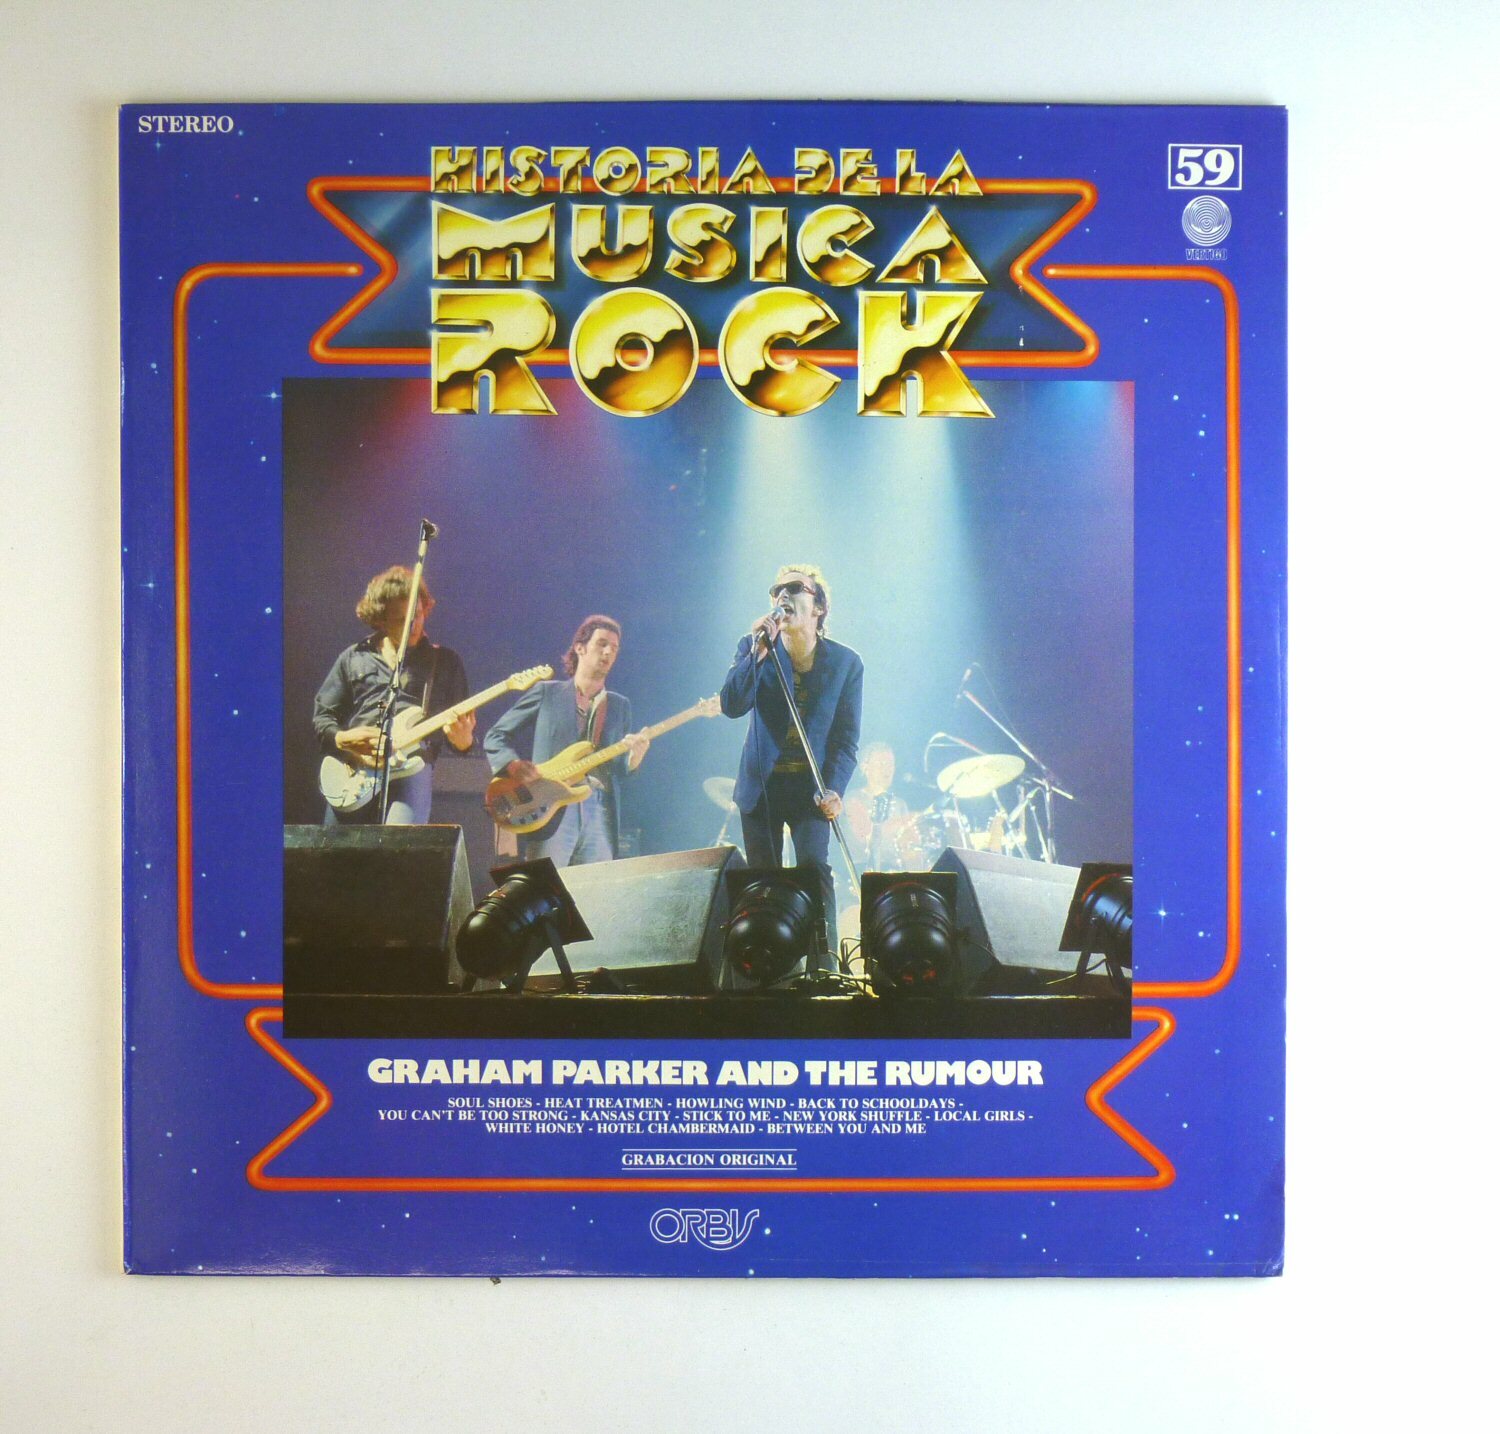 STEREO
HISTORIA DE LA
MUSICA
ROCK
59
VERTIGO
GRAHAM PARKER AND THE RUMOUR
SOUL SHOES - HEAT TREATMEN - HOWLING WIND - BACK TO SCHOOLDAYS -
YOU CAN'T BE TOO STRONG - KANSAS CITY - STICK TO ME - NEW YORK SHUFFLE - LOCAL GIRLS -
WHITE HONEY - HOTEL CHAMBERMAID - BETWEEN YOU AND ME
GRABACION ORIGINAL
ORBIS